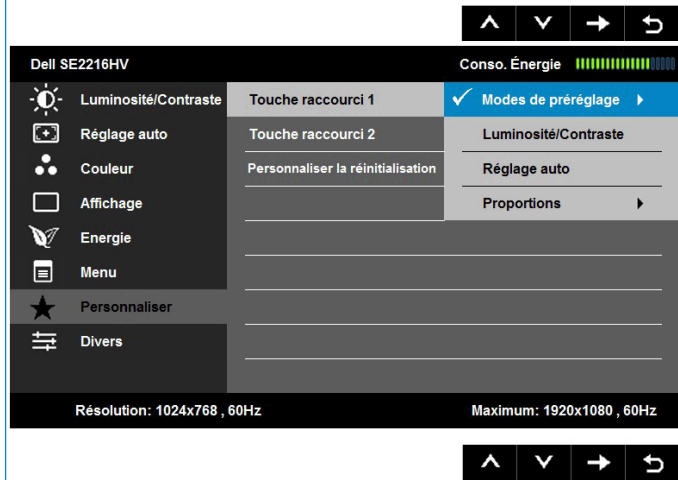 Dell SE2216HV Conso. Énergie
Luminosité/Contraste Touche raccourci 1 Modes de préréglage
Réglage auto Touche raccourci 2 Luminosité/Contraste
Couleur Personnaliser la réinitialisation Réglage auto
Affichage Proportions
Energie
Menu
Personnaliser
Divers
Résolution: 1024x768 , 60Hz Maximum: 1920x1080 , 60Hz